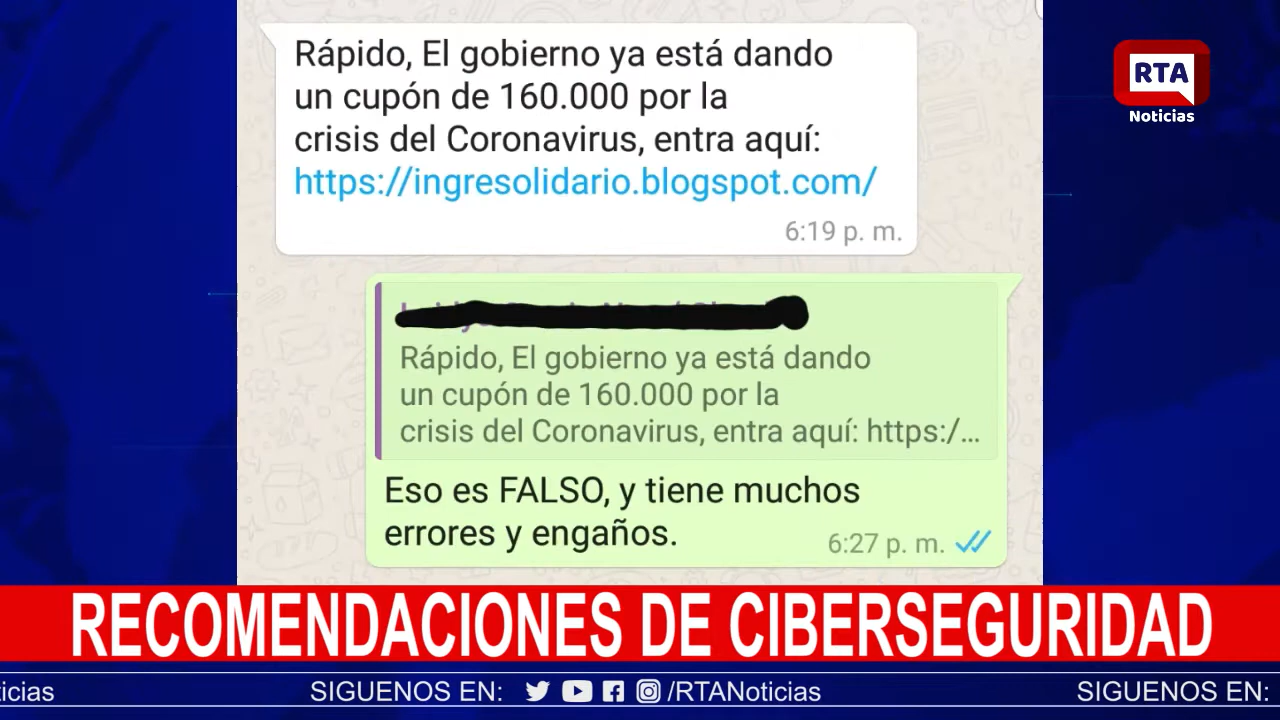 Rápido, El gobierno ya está dando
un cupón de 160.000 por la
crisis del Coronavirus, entra aquí:
https://ingresolidario.blogspot.com/
6:19 p. m.
RTA
Noticias
Rápido, El gobierno ya está dando
un cupón de 160.000 por la
crisis del Coronavirus, entra aquí: https:/...
Eso es FALSO, y tiene muchos
errores y engaños.
6:27 p. m.
RECOMENDACIONES DE CIBERSEGURIDAD
icias SIGUENOS EN: /RTANoticias SIGUENOS EN: